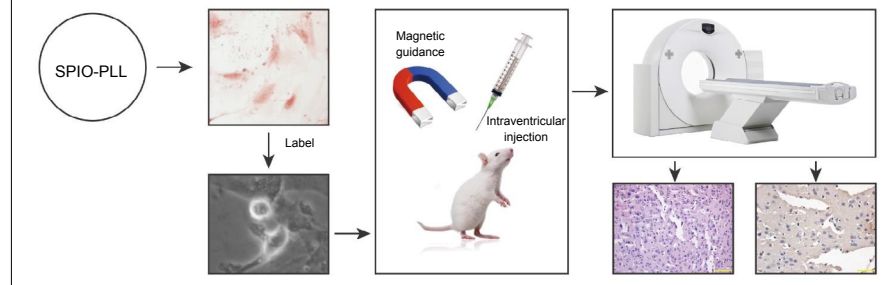 SPIO-PLL
Label
Magnetic
guidance
Intraventricular
injection